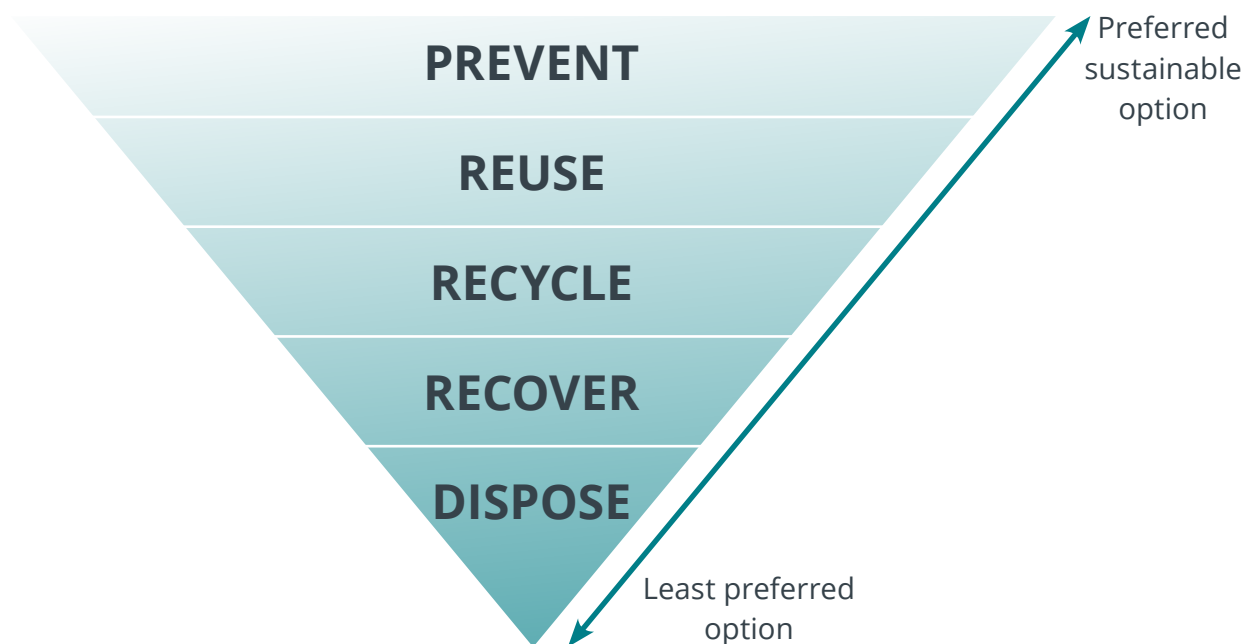 PREVENT
REUSE
RECYCLE
RECOVER
DISPOSE
Preferred
sustainable
option
Least preferred
option